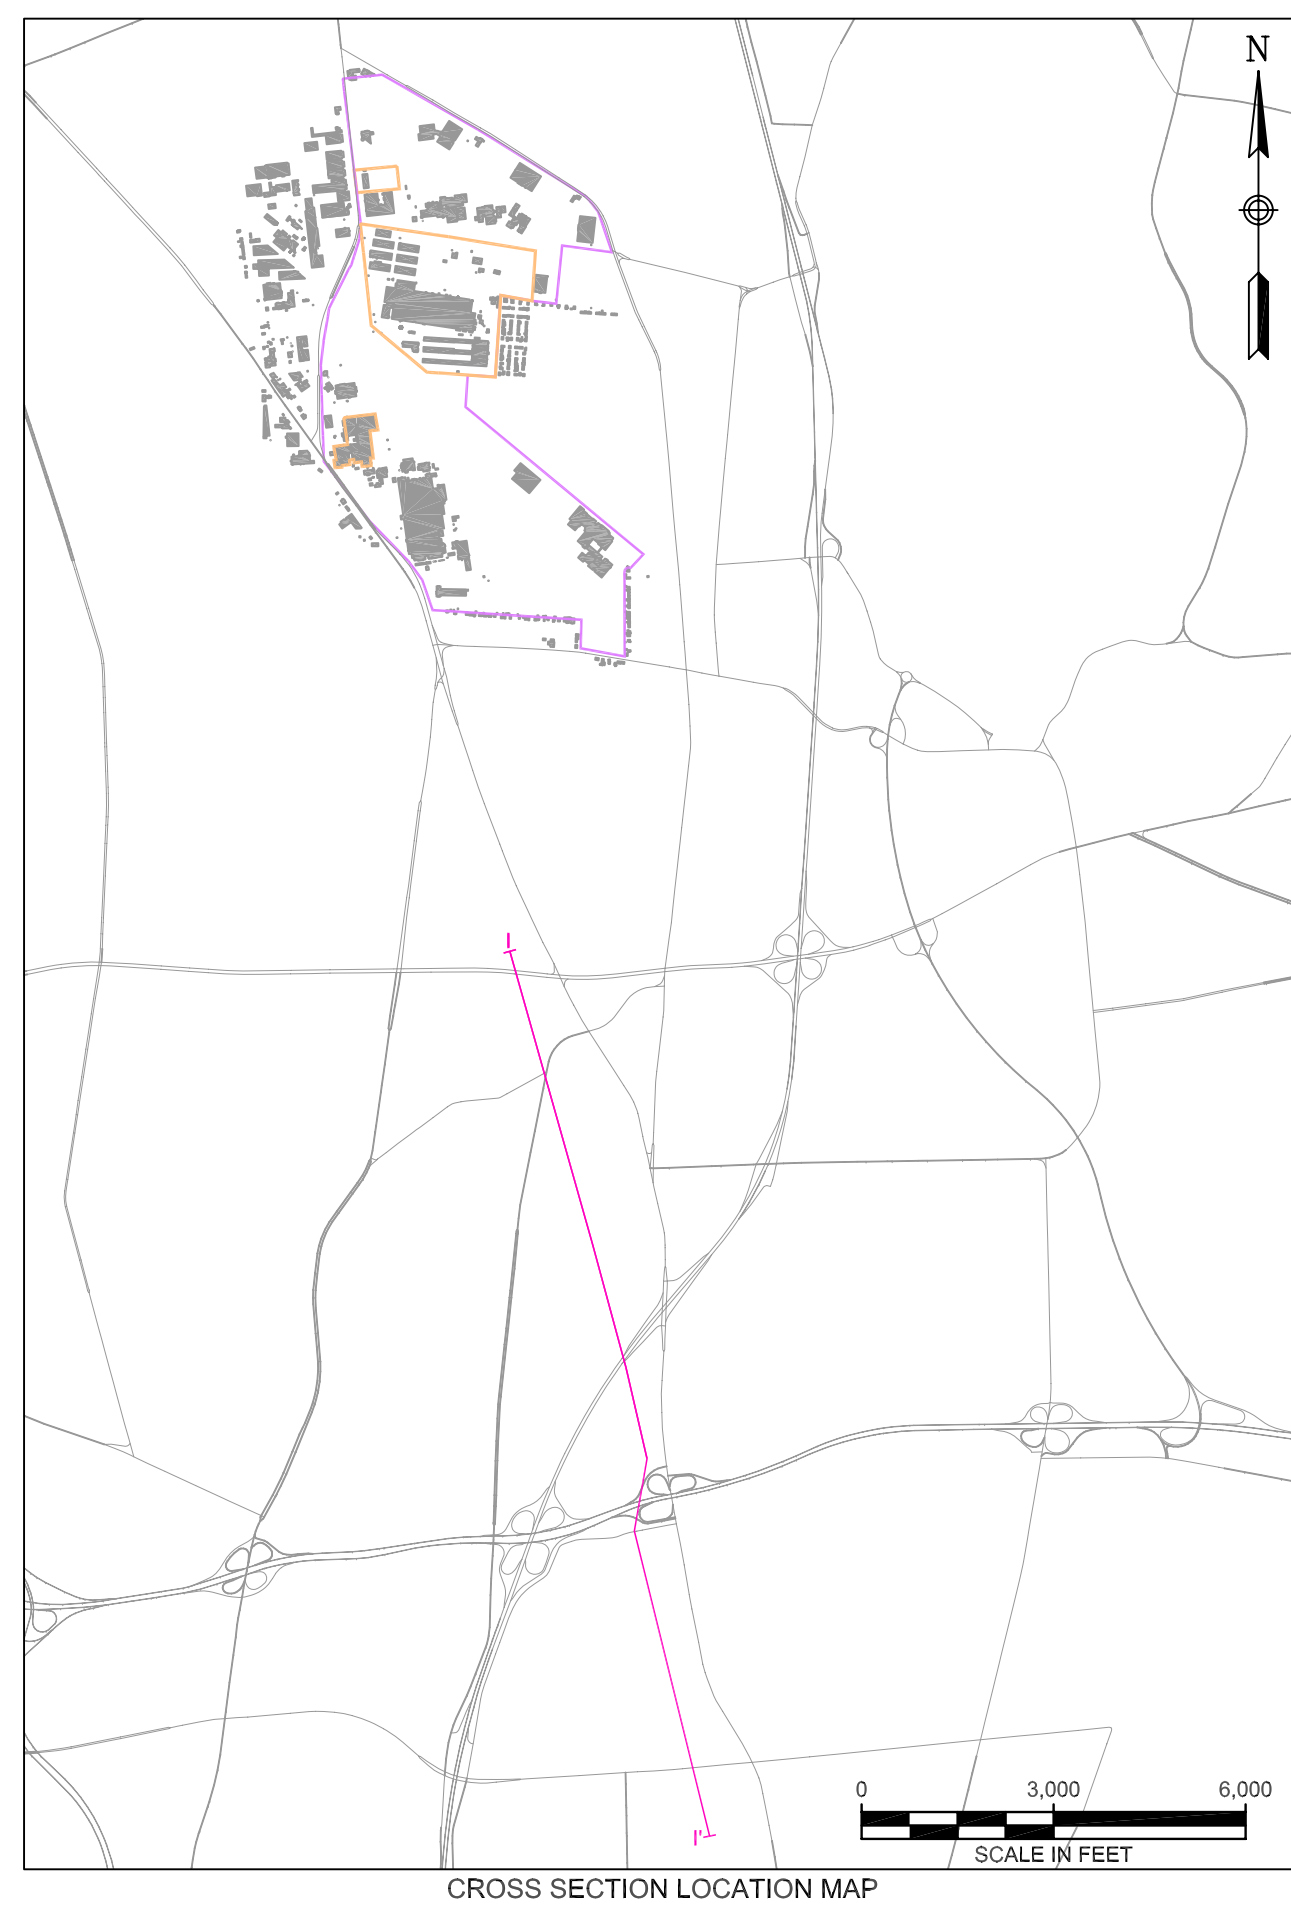 N
I
I'
0 3,000 6,000
SCALE IN FEET
CROSS SECTION LOCATION MAP